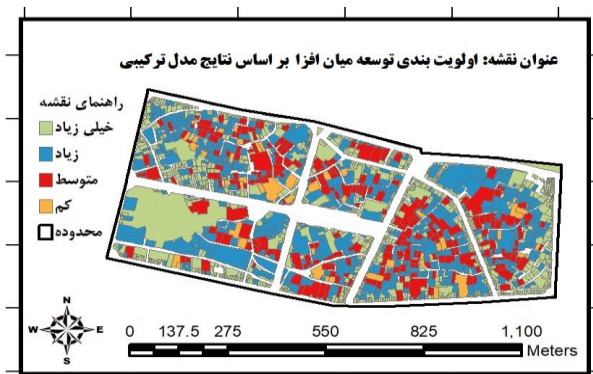 عنوان نقشه: اولویت بندی توسعه میان افزا بر اساس نتایج مدل ترکیبی
راهنمای نقشه
خیلی زیاد
زیاد
متوسط
کم
محدوده
N
W E
S
0 137.5 275 550 825 1,100
Meters